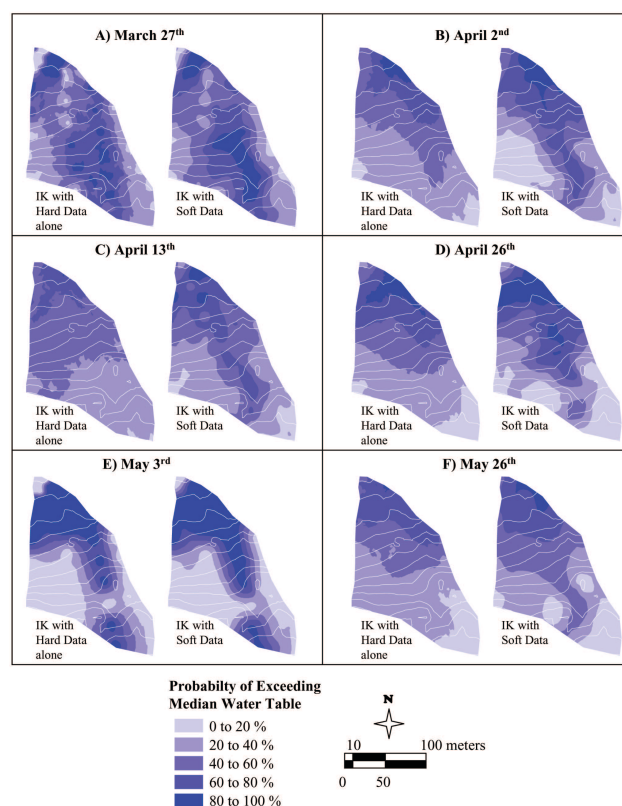 A) March 27th
B) April 2nd
IK with
Hard Data
alone
IK with
Soft Data
IK with
Hard Data
alone
IK with
Soft Data
C) April 13th
D) April 26th
IK with
Hard Data
alone
IK with
Soft Data
IK with
Hard Data
alone
IK with
Soft Data
E) May 3rd
F) May 26th
IK with
Hard Data
alone
IK with
Soft Data
IK with
Hard Data
alone
IK with
Soft Data
Probabilty of Exceeding
Median Water Table
0 to 20 %
20 to 40 %
40 to 60 %
60 to 80 %
80 to 100 %
N
10 100 meters
0 50